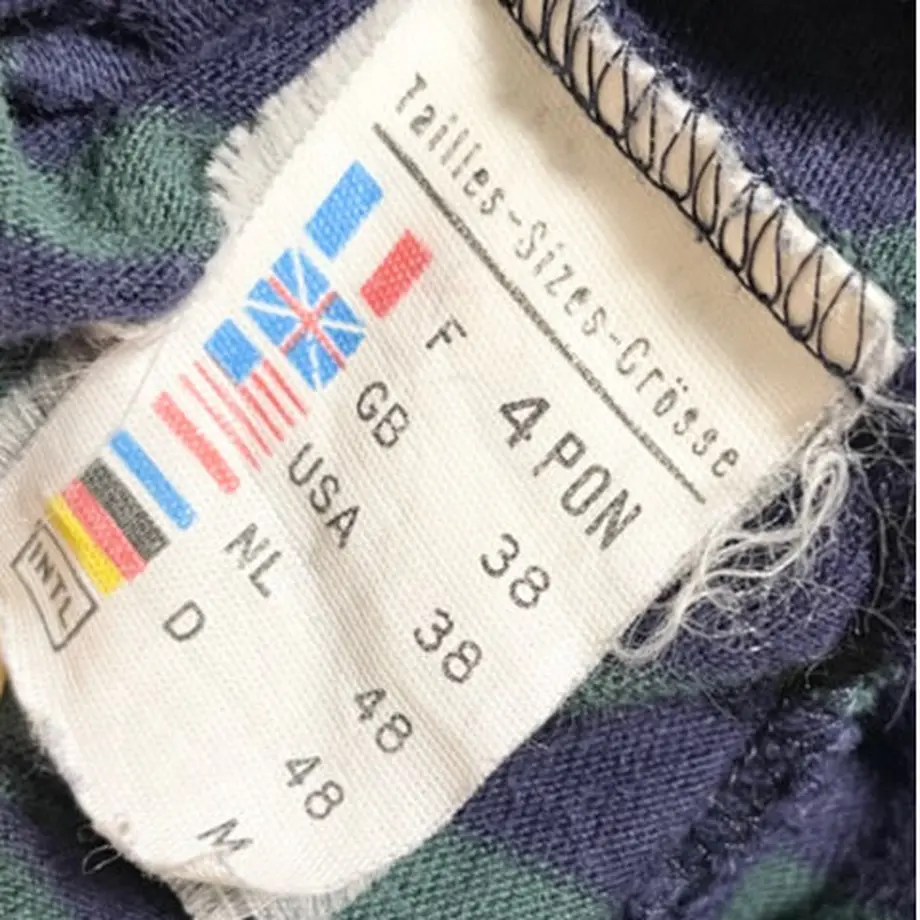 Tailles-Sizes-Grösse
F 4 PON
GB 38
USA 38
NL 48
D 48
INTL M